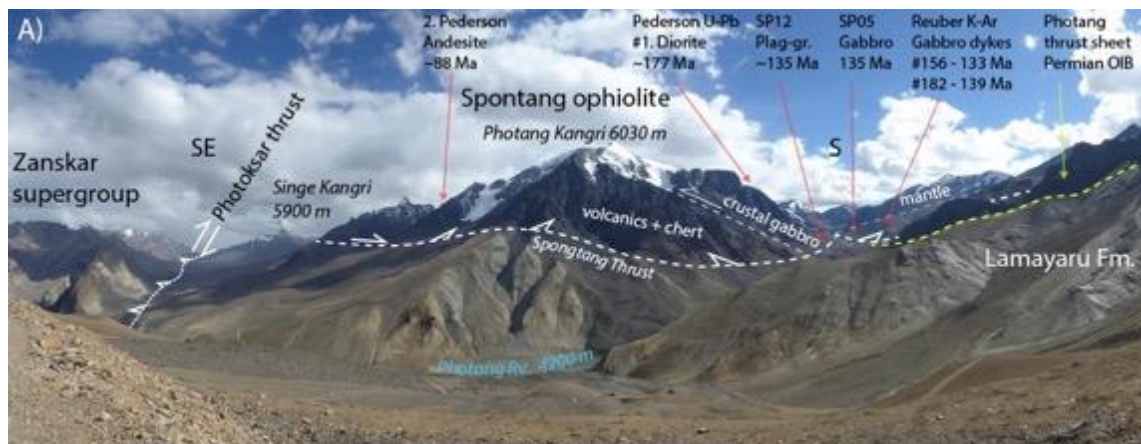 A)
2. Pederson
Andesite
~88 Ma
Pederson U-Pb
#1. Diorite
~177 Ma
SP12
Plag-gr.
~135 Ma
SP05
Gabbro
135 Ma
Reuber K-Ar
Gabbro dykes
#156 - 133 Ma
#182 - 139 Ma
Photang
thrust sheet
Permian OIB
Spontang ophiolite
Photang Kangri 6030 m
SE
S
Zanskar
supergroup
Photoksar thrust
Singe Kangri
5900 m
crustal gabbro
mantle
volcanics + chert
Spongtang Thrust
Lamayaru Fm.
Photang Rv. 4200 m